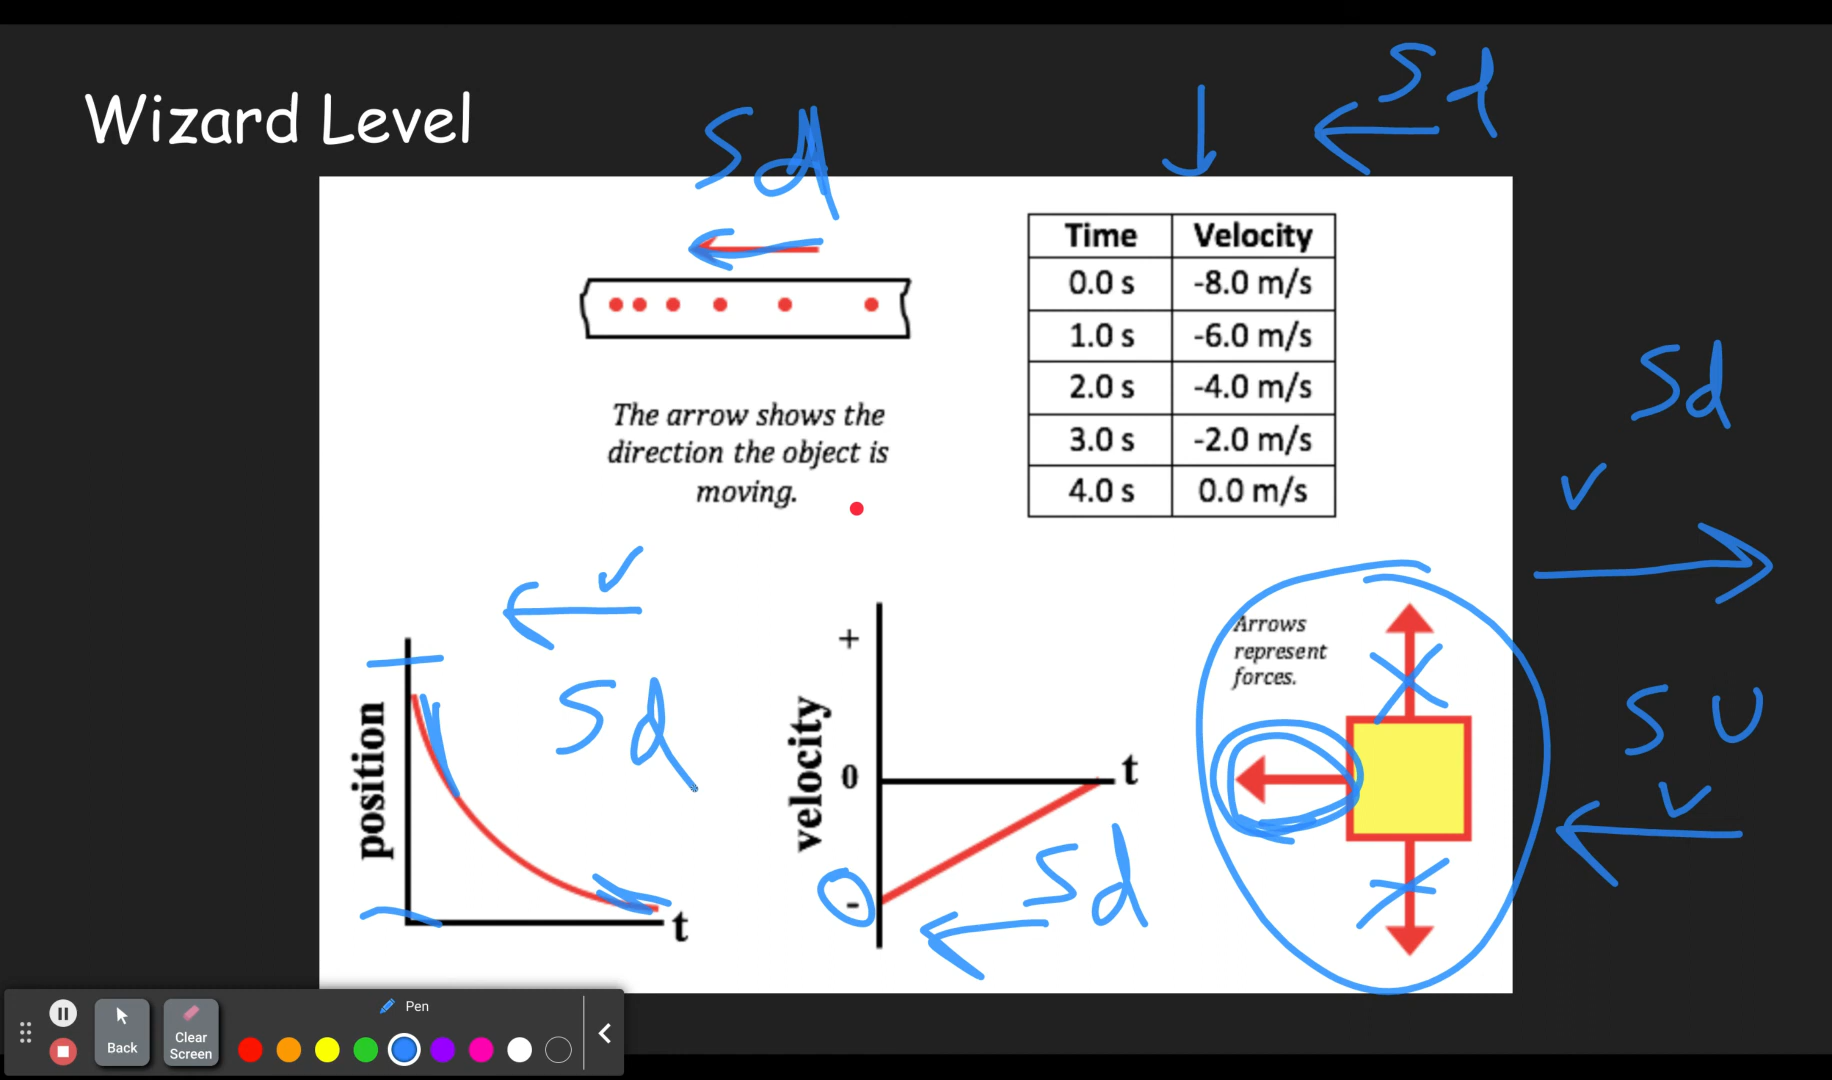 Wizard Level
Sd
Sd
Time Velocity
0.0 s -8.0 m/s
1.0 s -6.0 m/s
2.0 s -4.0 m/s
3.0 s -2.0 m/s
4.0 s 0.0 m/s
The arrow shows the
direction the object is
moving.
Sd
v
v
Sd
position
t
+
0
-
velocity
t
Sd
Arrows
represent
forces.
SU
v
Pen
Back
Clear
Screen